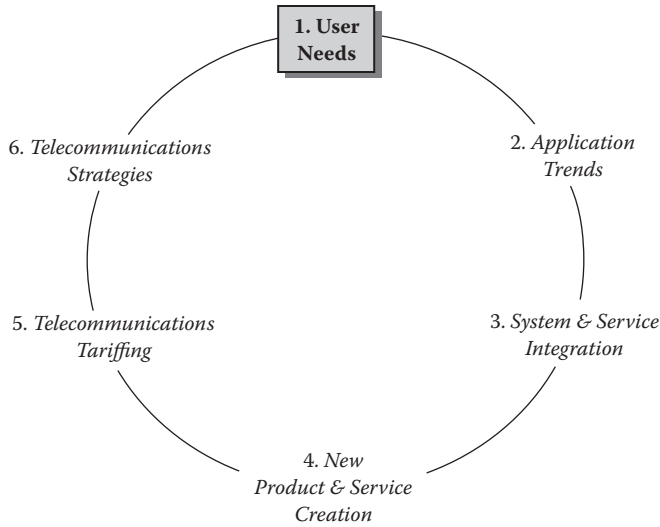 1. User
Needs
2. Application
Trends
3. System & Service
Integration
4. New
Product & Service
Creation
5. Telecommunications
Tariffing
6. Telecommunications
Strategies